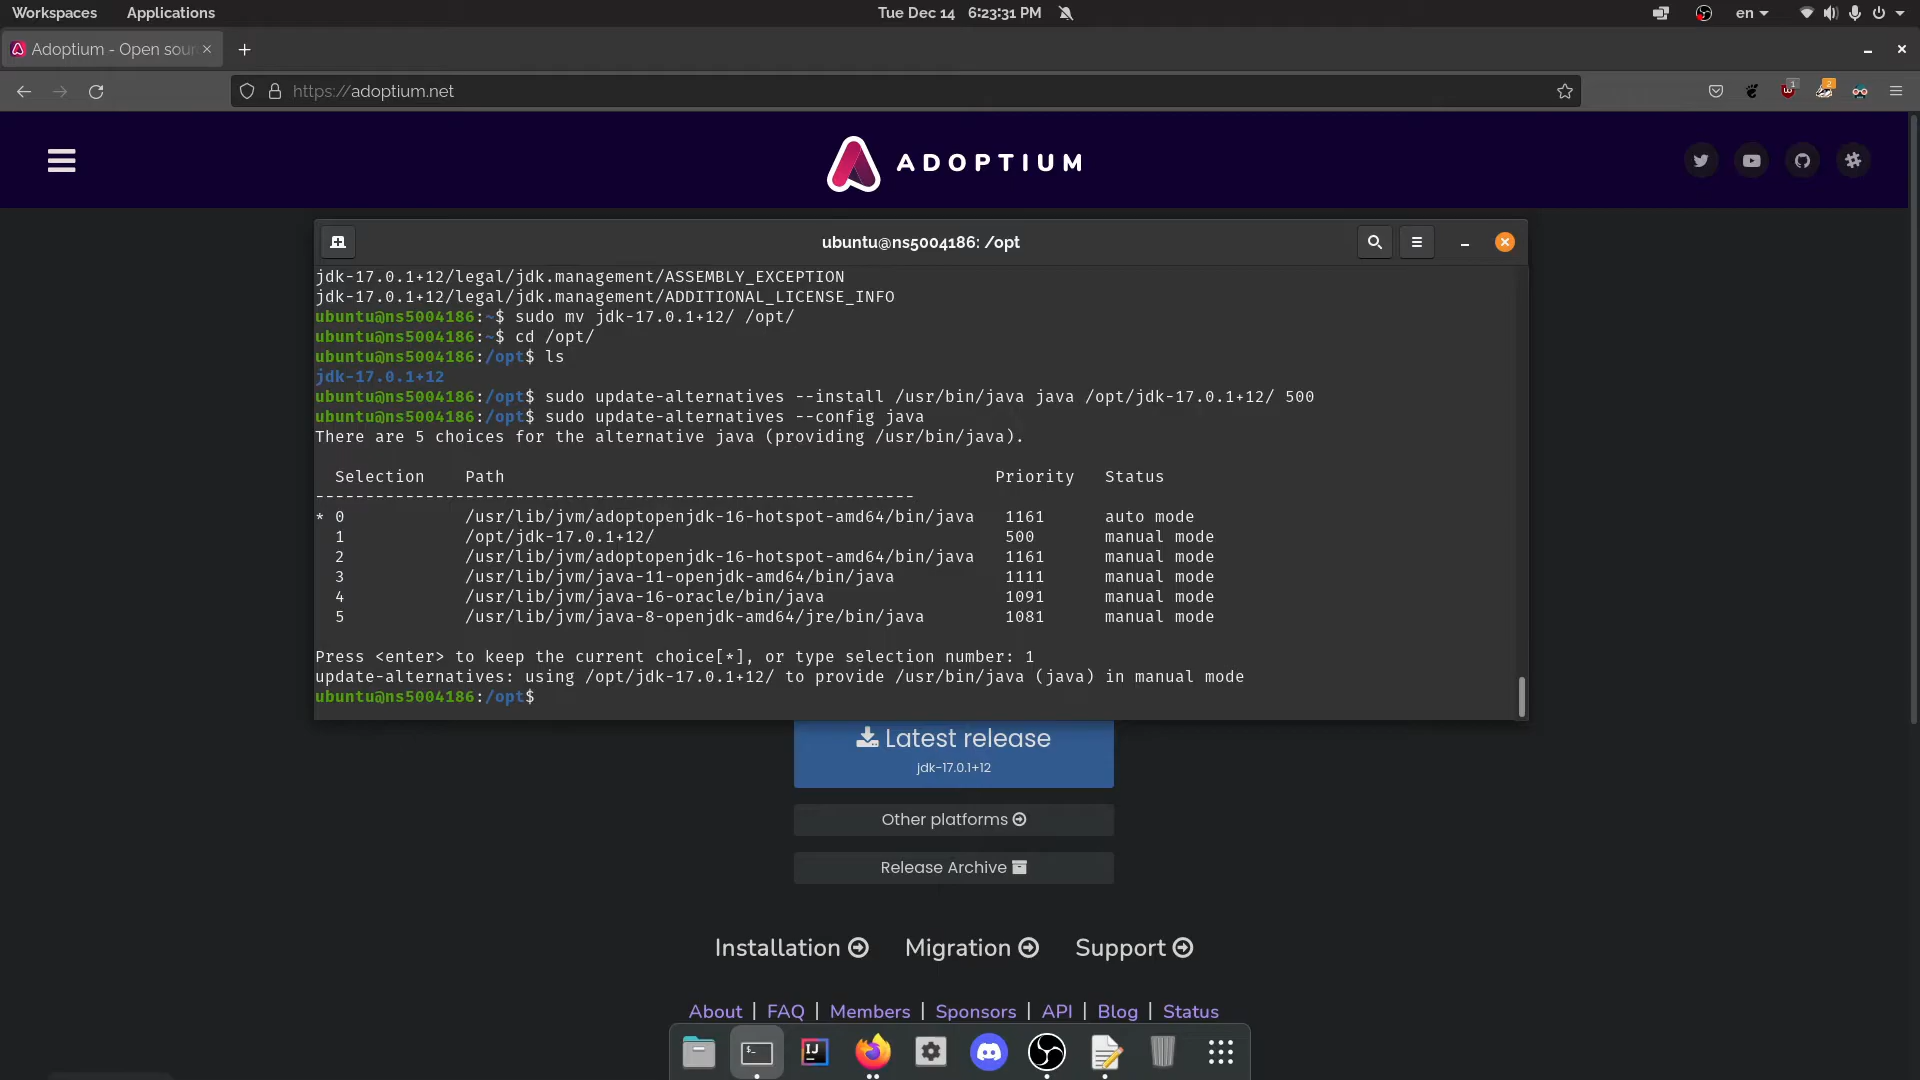 Workspaces Applications Tue Dec 14 6:23:31 PM en
Adoptium - Open sour
https://adoptium.net 1 2
ADOPTIUM
ubuntu@ns5004186: /opt
jdk-17.0.1+12/legal/jdk.management/ASSEMBLY_EXCEPTION
jdk-17.0.1+12/legal/jdk.management/ADDITIONAL_LICENSE_INFO
ubuntu@ns5004186:~$ sudo mv jdk-17.0.1+12/ /opt/
ubuntu@ns5004186:~$ cd /opt/
ubuntu@ns5004186:/opt$ ls
jdk-17.0.1+12
ubuntu@ns5004186:/opt$ sudo update-alternatives --install /usr/bin/java java /opt/jdk-17.0.1+12/ 500
ubuntu@ns5004186:/opt$ sudo update-alternatives --config java
There are 5 choices for the alternative java (providing /usr/bin/java).
Selection Path Priority Status
------------------------------------------------------------
* 0 /usr/lib/jvm/adoptopenjdk-16-hotspot-amd64/bin/java 1161 auto mode
1 /opt/jdk-17.0.1+12/ 500 manual mode
2 /usr/lib/jvm/adoptopenjdk-16-hotspot-amd64/bin/java 1161 manual mode
3 /usr/lib/jvm/java-11-openjdk-amd64/bin/java 1111 manual mode
4 /usr/lib/jvm/java-16-oracle/bin/java 1091 manual mode
5 /usr/lib/jvm/java-8-openjdk-amd64/jre/bin/java 1081 manual mode
Press <enter> to keep the current choice[*], or type selection number: 1
update-alternatives: using /opt/jdk-17.0.1+12/ to provide /usr/bin/java (java) in manual mode
ubuntu@ns5004186:/opt$
Latest release
jdk-17.0.1+12
Other platforms
Release Archive
Installation Migration Support
About | FAQ | Members | Sponsors | API | Blog | Status
$_ IJ